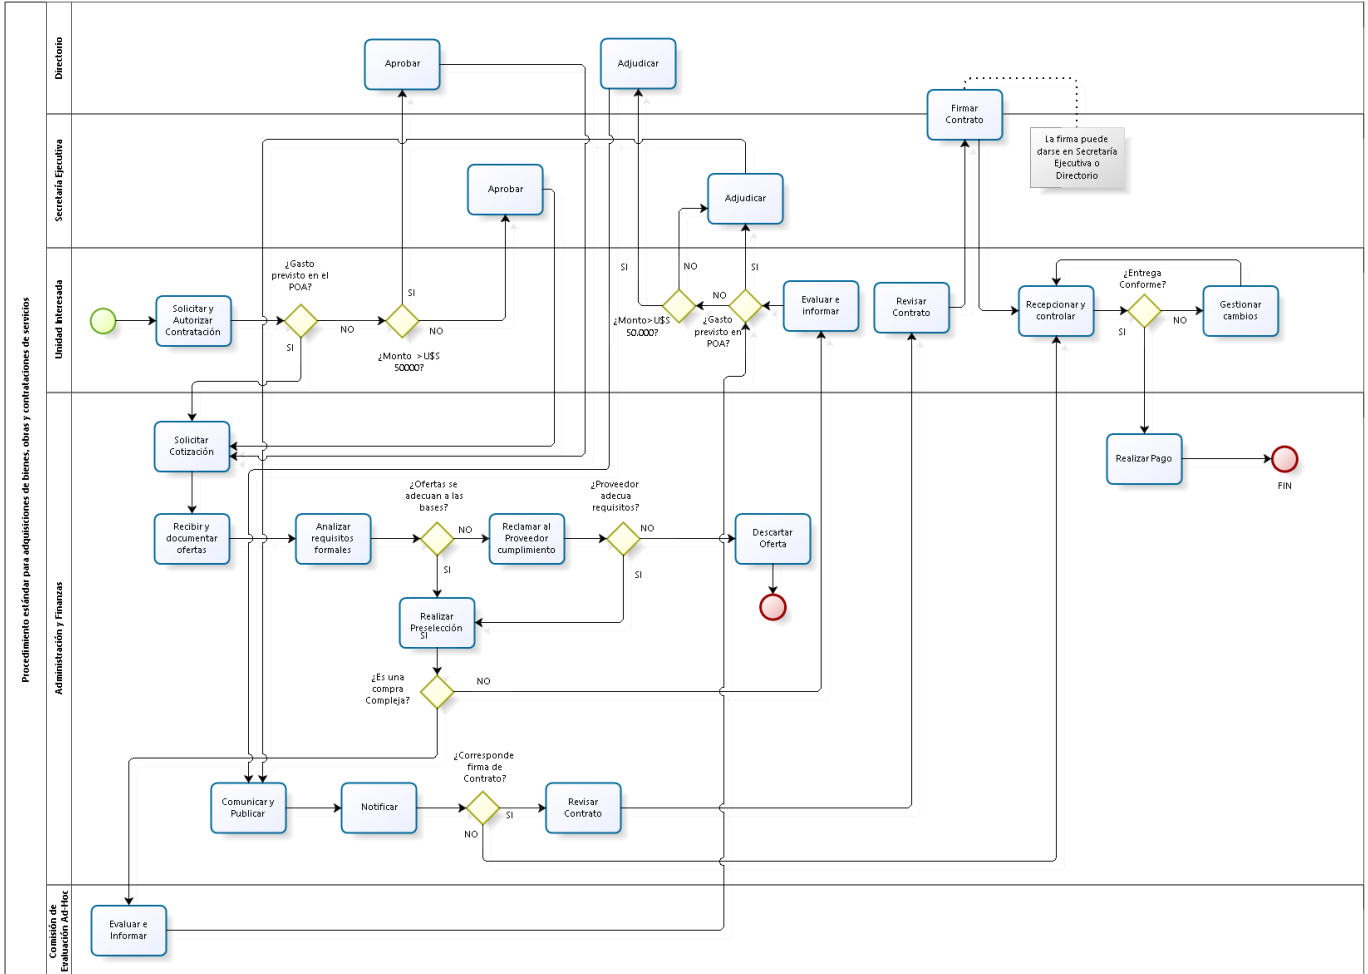 Procedimiento estándar para adquisiciones de bienes, obras y contrataciones de servicios
Directorio
Aprobar
Adjudicar
Firmar
Contrato
La firma puede
darse en Secretaría
Ejecutiva o
Directorio
Secretaría Ejecutiva
Aprobar
Adjudicar
Unidad Interesada
Solicitar y
Autorizar
Contratación
¿Gasto
previsto en el
POA?
NO
SI
SI
NO
¿Monto >U$S
50000?
SI
NO
SI
¿Monto>U$S
50.000?
NO
¿Gasto
previsto en
POA?
Evaluar e
informar
Revisar
Contrato
Recepcionar y
controlar
¿Entrega
Conforme?
SI
NO
Gestionar
cambios
Administración y Finanzas
Solicitar
Cotización
Realizar Pago
FIN
Recibir y
documentar
ofertas
Analizar
requisitos
formales
¿Ofertas se
adecuan a las
bases?
NO
SI
Reclamar al
Proveedor
cumplimiento
¿Proveedor
adecua
requisitos?
NO
SI
Descartar
Oferta
Realizar
Preselección
SI
¿Es una
compra
Compleja?
NO
Comunicar y
Publicar
Notificar
¿Corresponde
firma de
Contrato?
SI
NO
Revisar
Contrato
Comisión de
Evaluación Ad-Hoc
Evaluar e
Informar